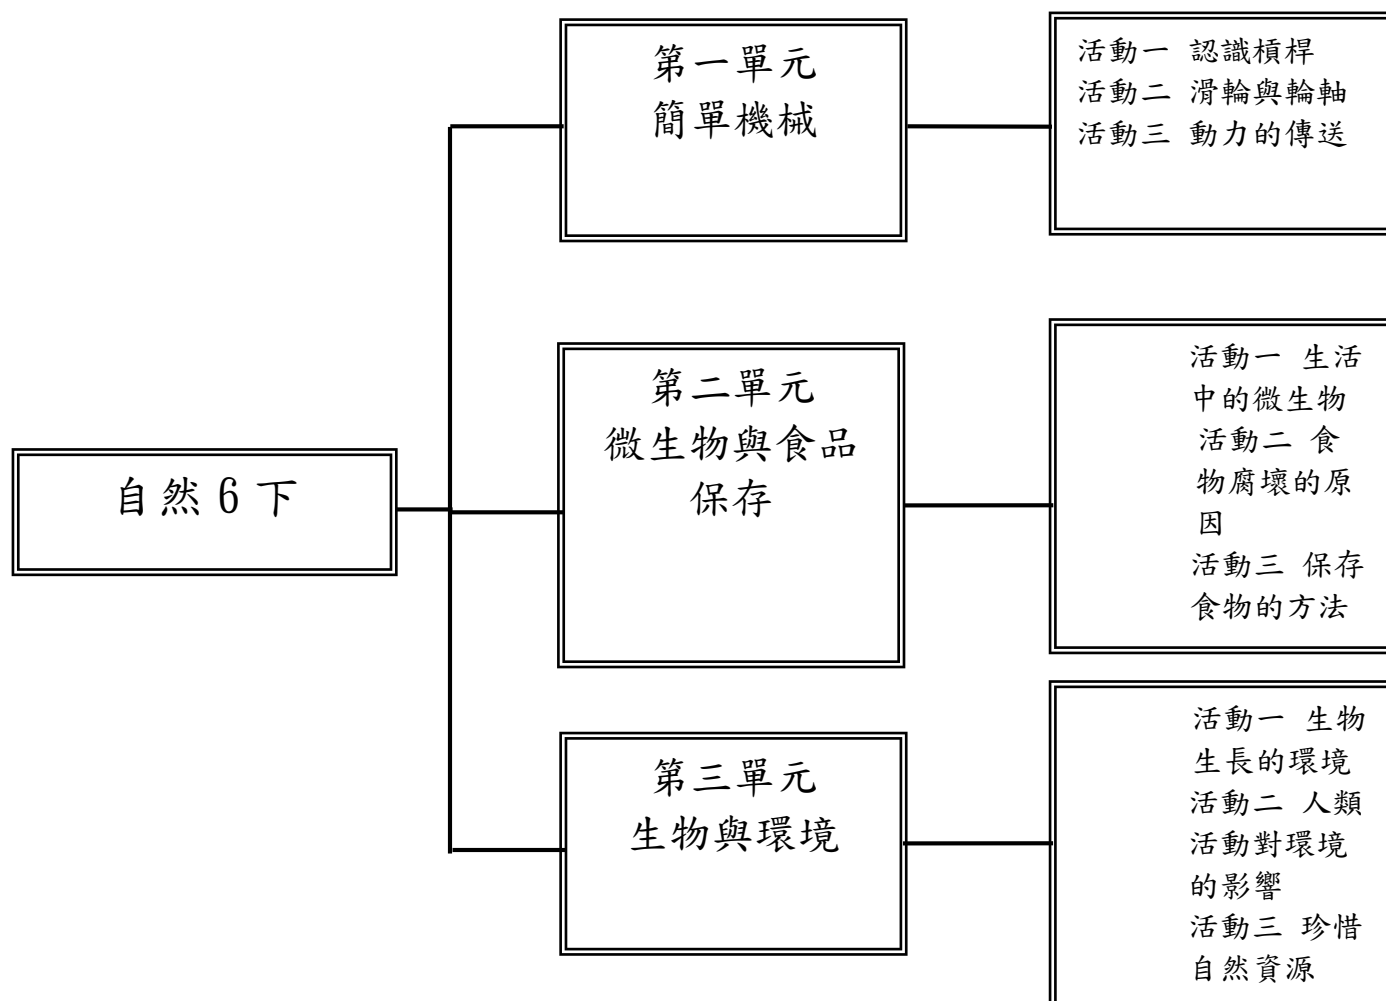 自然 6 下
第一單元
簡單機械
活動一 認識槓桿
活動二 滑輪與輪軸
活動三 動力的傳送
第二單元
微生物與食品
保存
活動一 生活
中的微生物
活動二 食
物腐壞的原
因
活動三 保存
食物的方法
第三單元
生物與環境
活動一 生物
生長的環境
活動二 人類
活動對環境
的影響
活動三 珍惜
自然資源